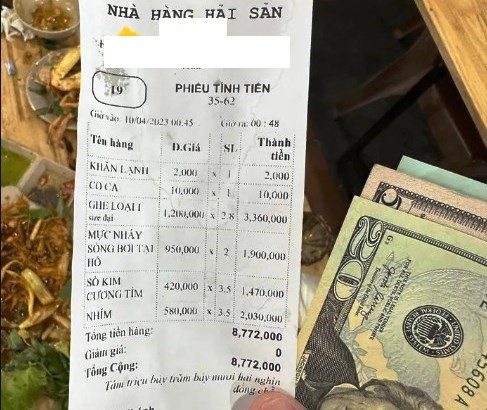 NHÀ HÀNG HẢI SẢN
19
PHIẾU TÍNH TIỀN
35-62
Giờ vào: 10/04/2023 00:45 Giờ ra: 00 : 48
Tên hàng Đ.Giá SL Thành tiền
KHĂN LẠNH 2,000 x 1 2,000
CO CA 10,000 x 1 10,000
GHẸ LOẠI 1 size đại 1,200,000 x 2.8 3,360,000
MỰC NHẢY SỐNG BƠI TẠI HỒ 950,000 x 2 1,900,000
SÒ KIM CƯƠNG TÍM 420,000 x 3.5 1,470,000
NHÍM 580,000 x 3.5 2,030,000
Tổng tiền hàng: 8,772,000
Giảm giá: 0
Tổng Cộng: 8,772,000
Tám triệu bảy trăm bảy mươi hai nghìn
đồng
20
5608